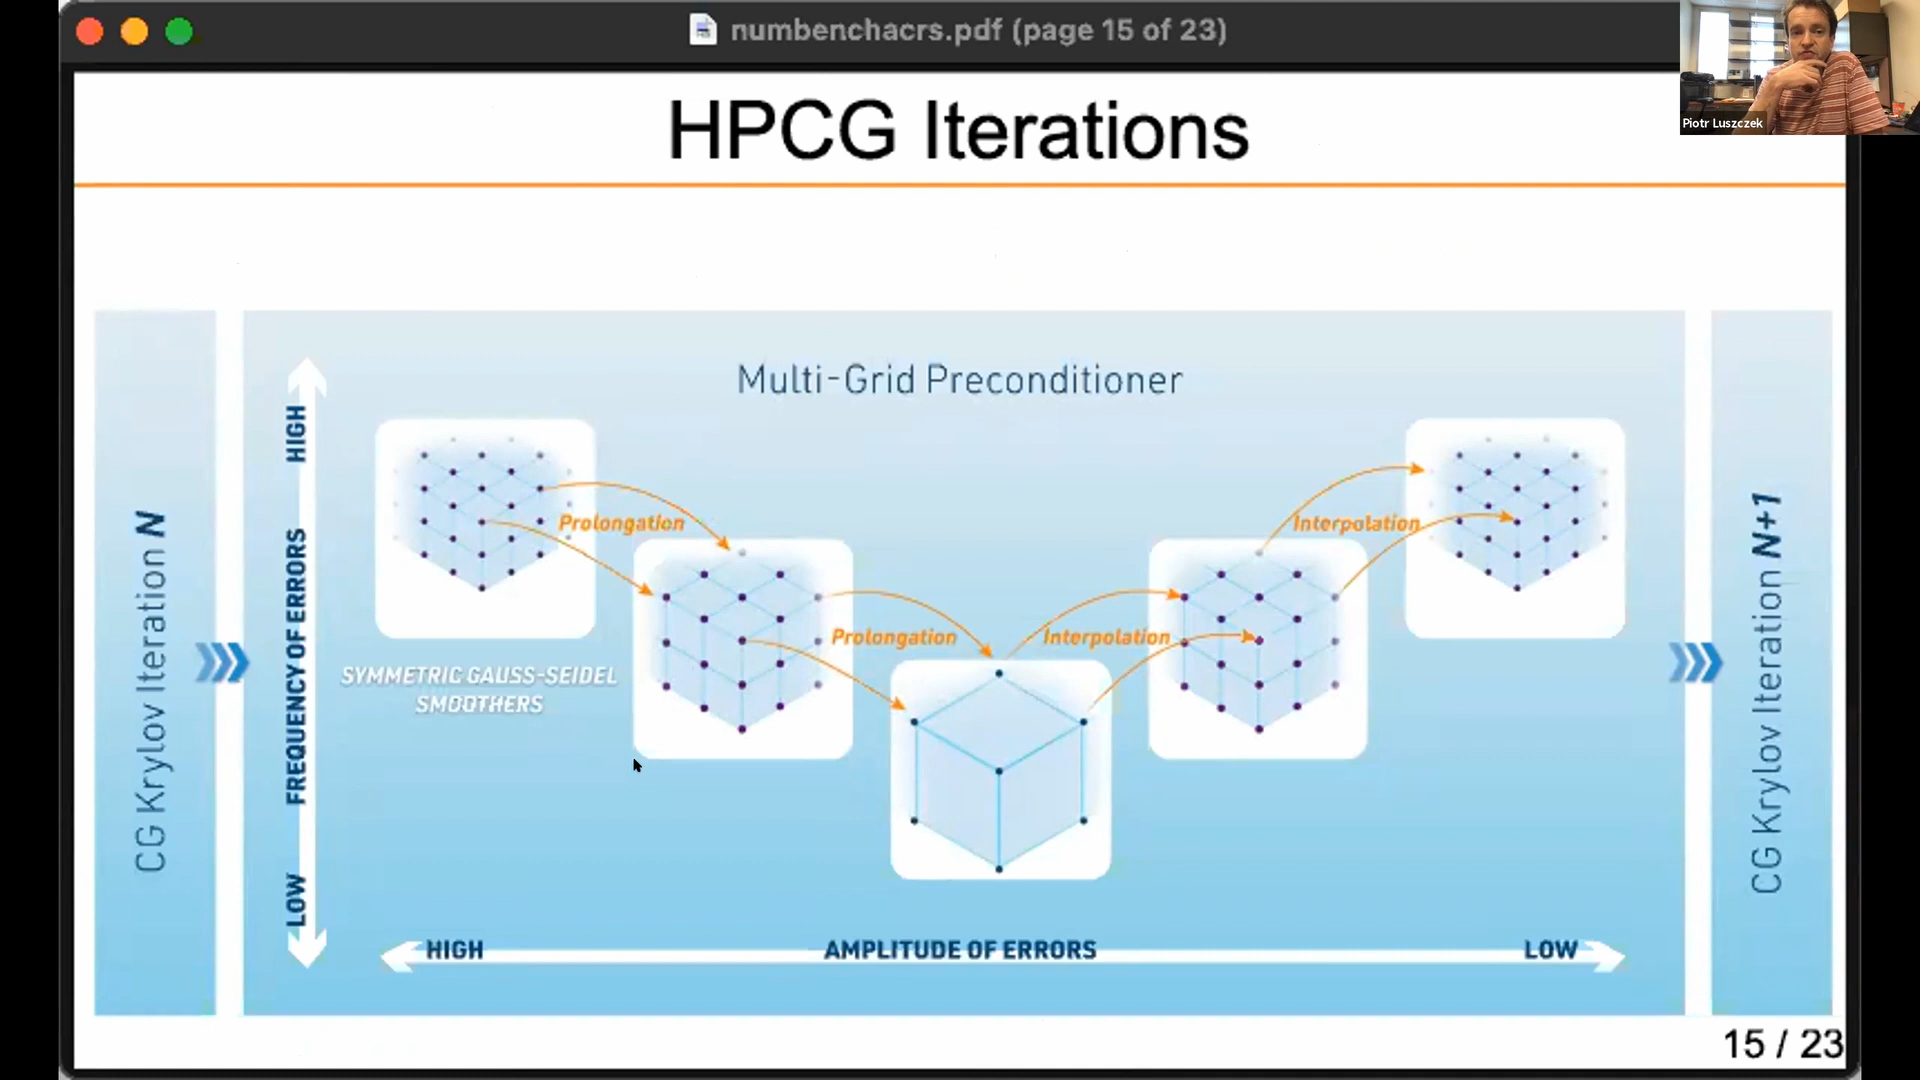 numbenchacrs.pdf (page 15 of 23)
Piotr Luszczek
HPCG Iterations
Multi-Grid Preconditioner
CG Krylov Iteration N
HIGH
FREQUENCY OF ERRORS
LOW
Prolongation
Interpolation
Prolongation
Interpolation
SYMMETRIC GAUSS-SEIDEL
SMOOTHERS
CG Krylov Iteration N+1
HIGH
AMPLITUDE OF ERRORS
LOW
15 / 23